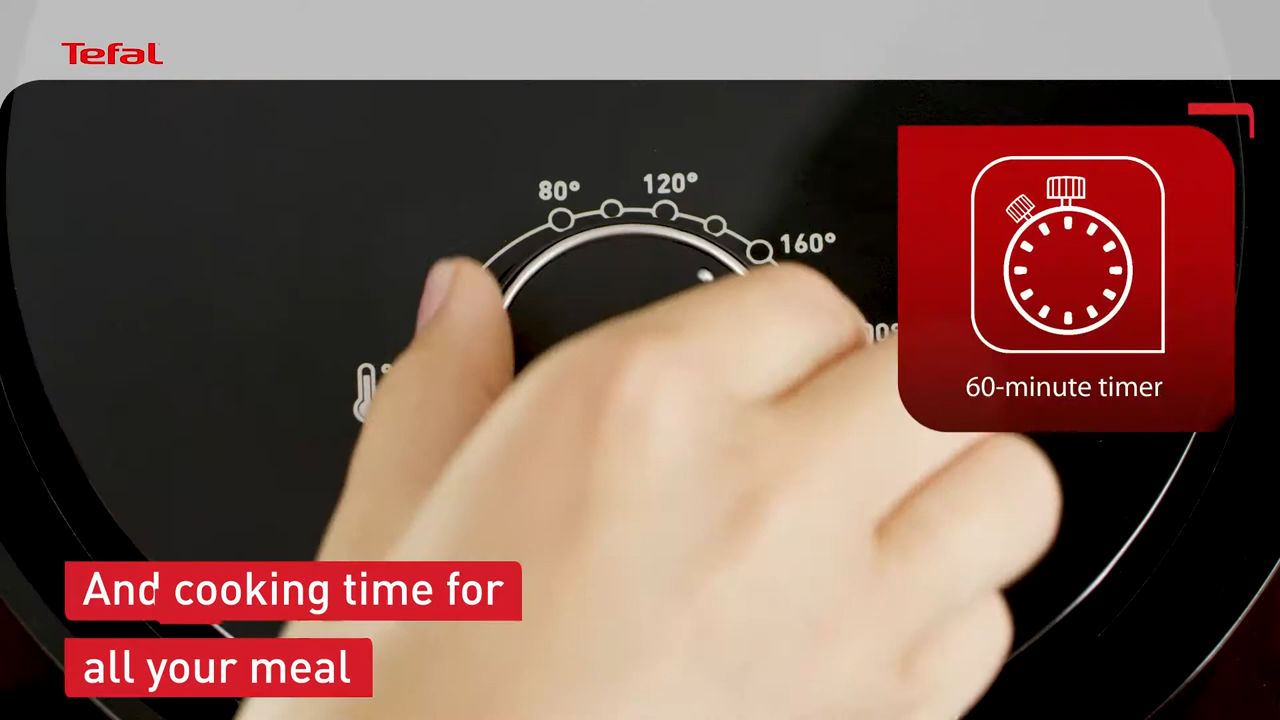 Tefal
80°
120°
160°
60-minute timer
And cooking time for
all your meal